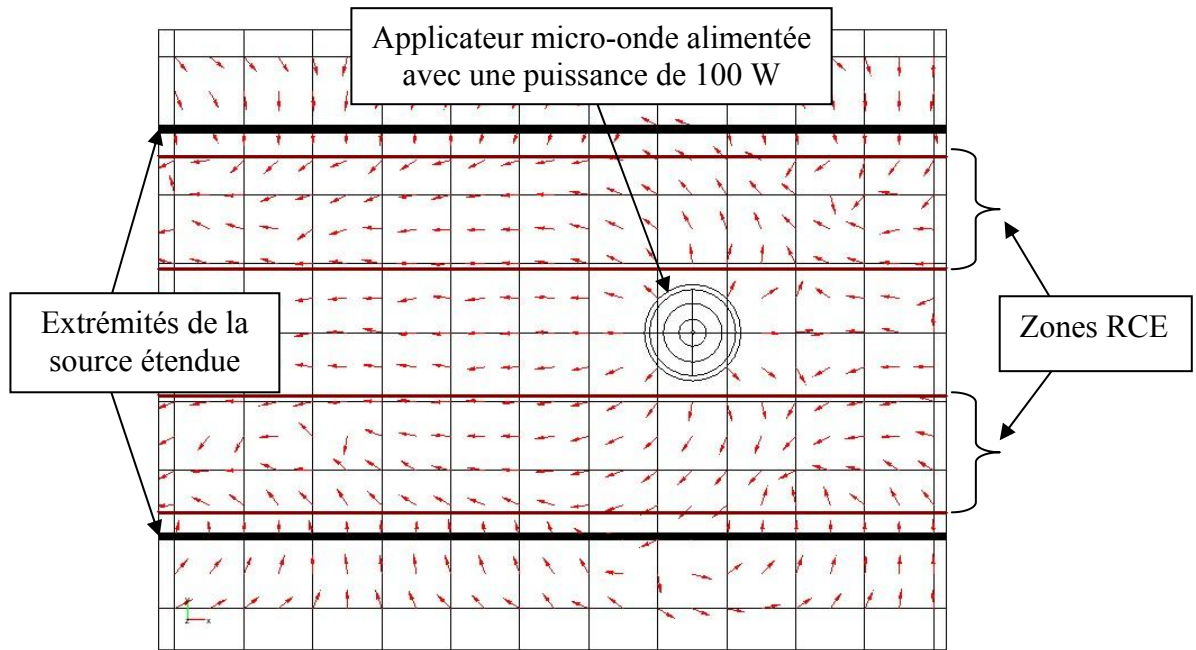 Applicateur micro-onde alimentée
avec une puissance de 100 W
Extrémités de la
source étendue
Zones RCE
y
z x